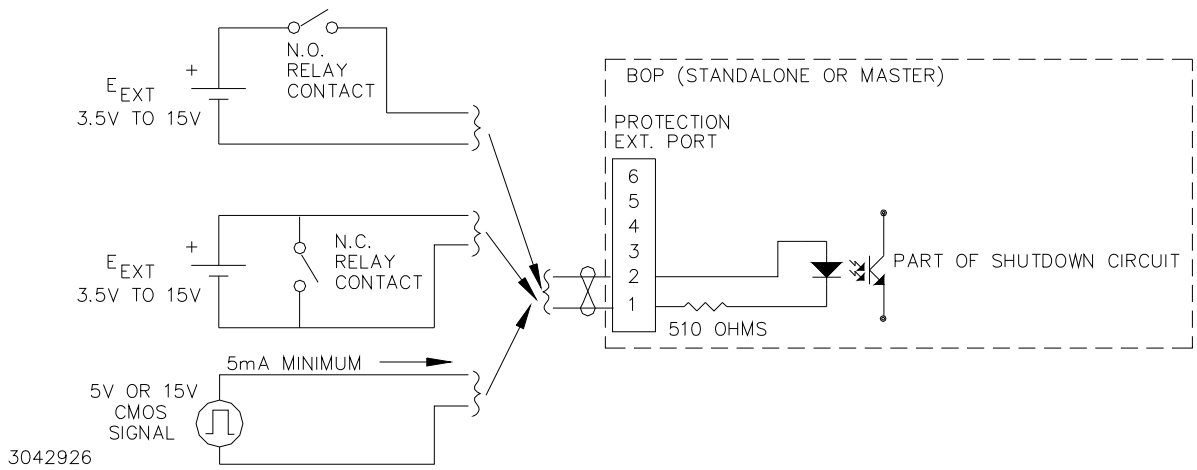 N.O.
RELAY
CONTACT
+
E EXT
3.5V TO 15V
BOP (STANDALONE OR MASTER)
PROTECTION
EXT. PORT
6
5
4
3
2
1
510 OHMS
PART OF SHUTDOWN CIRCUIT
+
E EXT
3.5V TO 15V
N.C.
RELAY
CONTACT
5mA MINIMUM
5V OR 15V
CMOS
SIGNAL
3042926